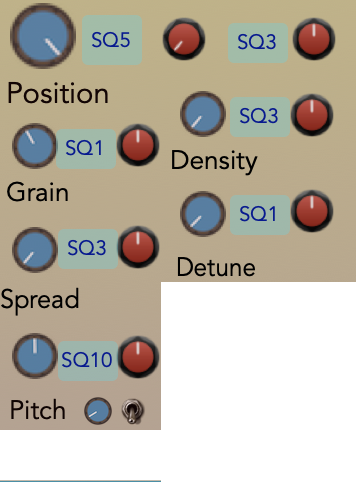 SQ5 SQ3
Position
SQ3
SQ1 Density
Grain
SQ1
SQ3 Detune
Spread
SQ10
Pitch